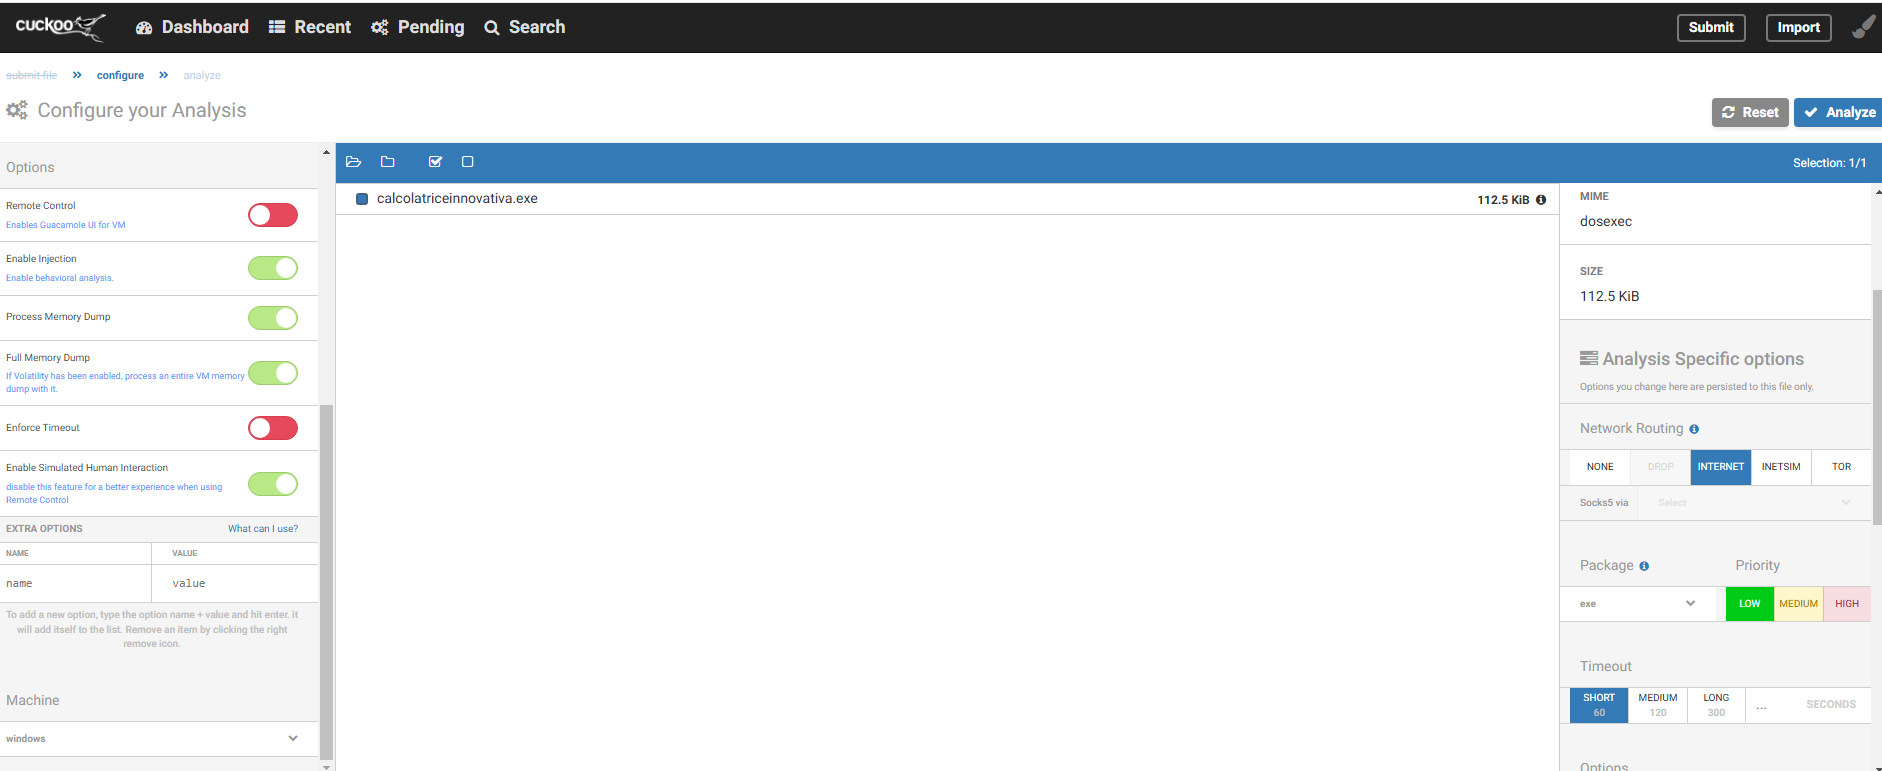 cuckoo Dashboard Recent Pending Search Submit Import
submit file » configure » analyze
Configure your Analysis
Reset Analyze
Options
Remote Control
Enables Guacamole UI for VM
Enable Injection
Enable behavioral analysis.
Process Memory Dump
Full Memory Dump
If Volatility has been enabled, process an entire VM memory
dump with it.
Enforce Timeout
Enable Simulated Human Interaction
disable this feature for a better experience when using
Remote Control
EXTRA OPTIONS What can I use?
NAME VALUE
name value
To add a new option, type the option name + value and hit enter. it
will add itself to the list. Remove an item by clicking the right
remove icon.
Machine
windows
Selection: 1/1
calcolatriceinnovativa.exe 112.5 KiB
MIME
dosexec
SIZE
112.5 KiB
Analysis Specific options
Options you change here are persisted to this file only.
Network Routing
NONE DROP INTERNET INETSIM TOR
Socks5 via Select
Package Priority
exe LOW MEDIUM HIGH
Timeout
SHORT MEDIUM LONG
60 120 300 ... SECONDS
Options